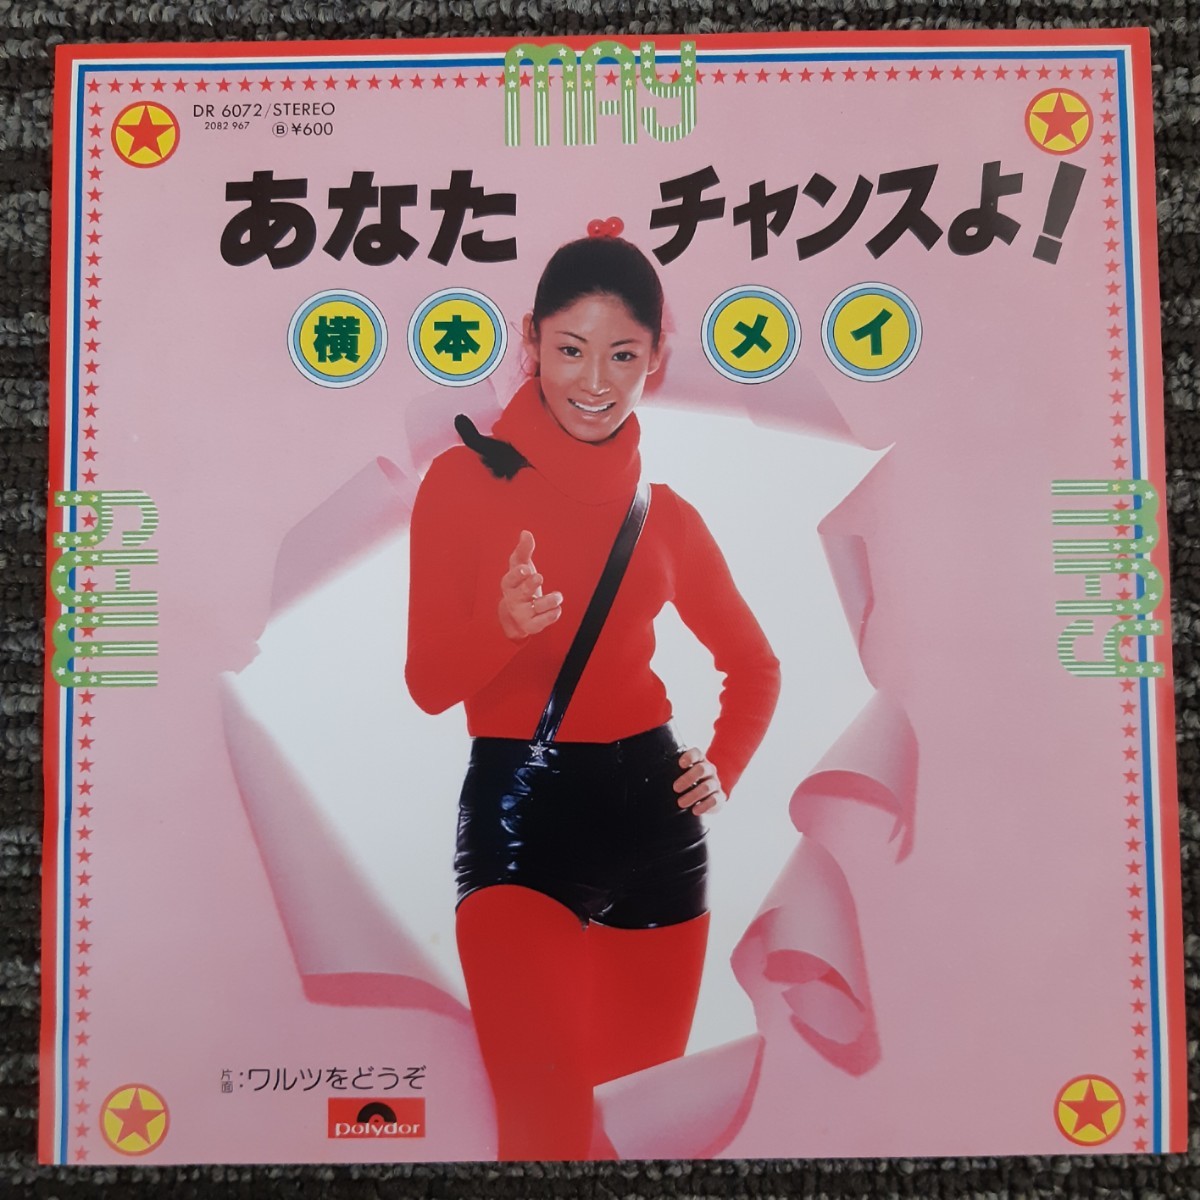 MAY
DR 6072/STEREO
2082 967 Ⓑ¥600
あなた チャンスよ!
横本 メイ
MAY
MAY
片面:ワルツをどうぞ
polydor